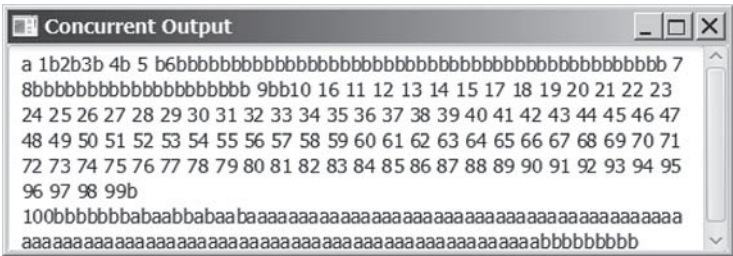 Concurrent Output
a 1b2b3b 4b 5 b6bbbbbbbbbbbbbbbbbbbbbbbbbbbbbbbbbbbbbbbbbbbbbbbb 7
8bbbbbbbbbbbbbbbbbbbbb 9bb10 16 11 12 13 14 15 17 18 19 20 21 22 23
24 25 26 27 28 29 30 31 32 33 34 35 36 37 38 39 40 41 42 43 44 45 46 47
48 49 50 51 52 53 54 55 56 57 58 59 60 61 62 63 64 65 66 67 68 69 70 71
72 73 74 75 76 77 78 79 80 81 82 83 84 85 86 87 88 89 90 91 92 93 94 95
96 97 98 99b
100bbbbbbbabaabbabaabaaaaaaaaaaaaaaaaaaaaaaaaaaaaaaaaaaaaaaaaaa
aaaaaaaaaaaaaaaaaaaaaaaaaaaaaaaaaaaaaaaaaaaaaaaaaaabbbbbbbbb